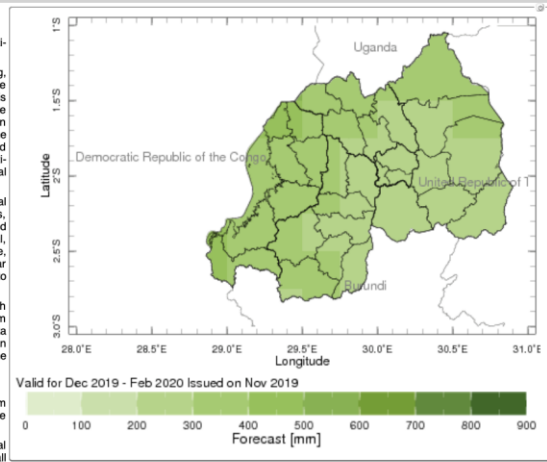 1°S
Uganda
1.5°S
Democratic Republic of the Congo
2°S
United Republic of T
Latitude
2.5°S
Burundi
3.0°S
28.0°E 28.5°E 29.0°E 29.5°E 30.0°E 30.5°E 31.0°E
Longitude
Valid for Dec 2019 - Feb 2020 Issued on Nov 2019
0 100 200 300 400 500 600 700 800 900
Forecast [mm]